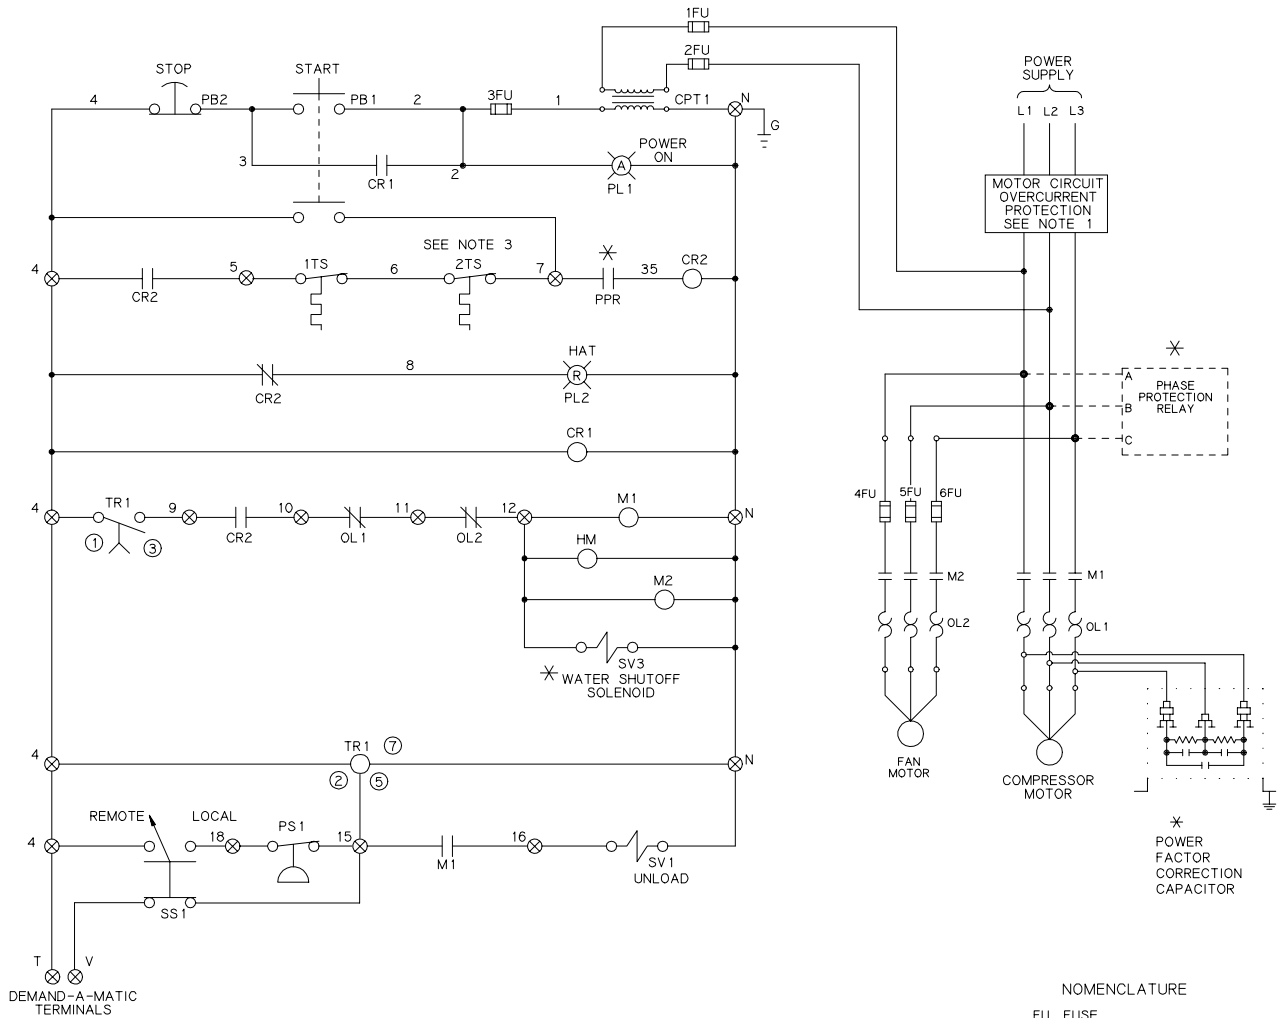 1FU
2FU
STOP
START
4
PB2
PB1
2
3FU
1
CPT1
N
G
3
CR1
2
POWER
ON
A
PL1
POWER
SUPPLY
L1 L2 L3
MOTOR CIRCUIT
OVERCURRENT
PROTECTION
SEE NOTE 1
SEE NOTE 3
4
CR2
5
1TS
6
2TS
7
PPR
35
CR2
8
CR2
HAT
R
PL2
CR1
A
B
C
PHASE
PROTECTION
RELAY
4
TR1
1
3
9
CR2
10
OL1
11
OL2
12
M1
N
HM
M2
SV3
WATER SHUTOFF
SOLENOID
4FU
5FU
6FU
M2
M1
OL2
OL1
FAN
MOTOR
COMPRESSOR
MOTOR
POWER
FACTOR
CORRECTION
CAPACITOR
4
TR1
7
2
5
N
4
REMOTE
LOCAL
18
PS1
15
M1
16
SV1
UNLOAD
SS1
T
V
DEMAND-A-MATIC
TERMINALS
NOMENCLATURE
FU FUSE